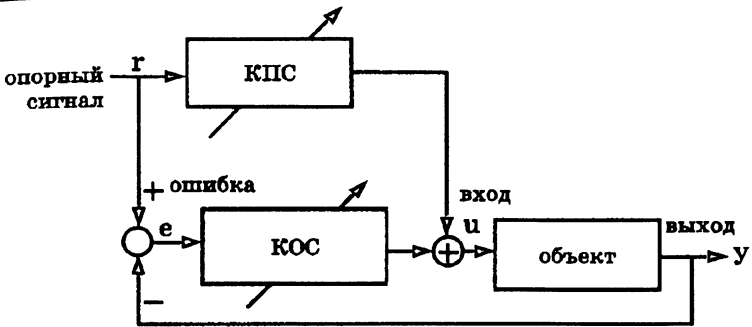 r
опорный
сигнал
КПС
+ ошибка
e
КОС
вход
+
u
объект
выход
y
−